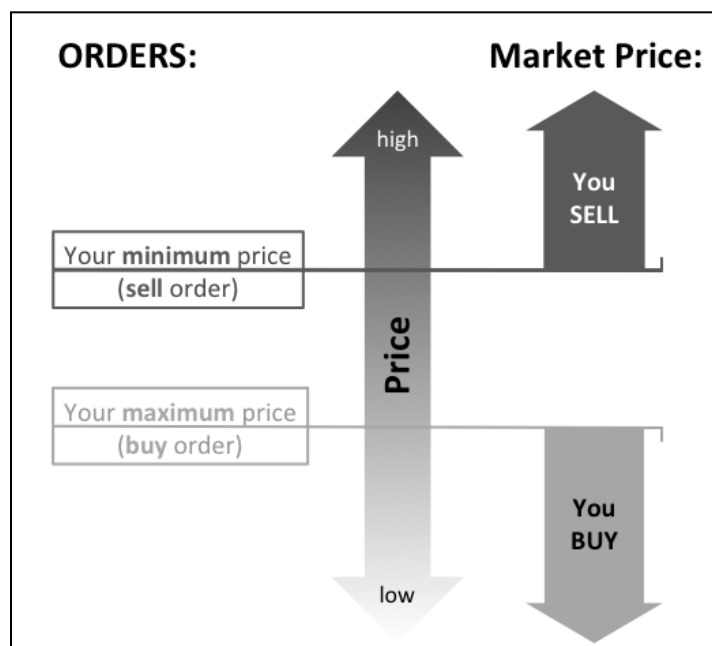 ORDERS:
Market Price:
high
You
SELL
Your minimum price
(sell order)
Price
Your maximum price
(buy order)
You
BUY
low